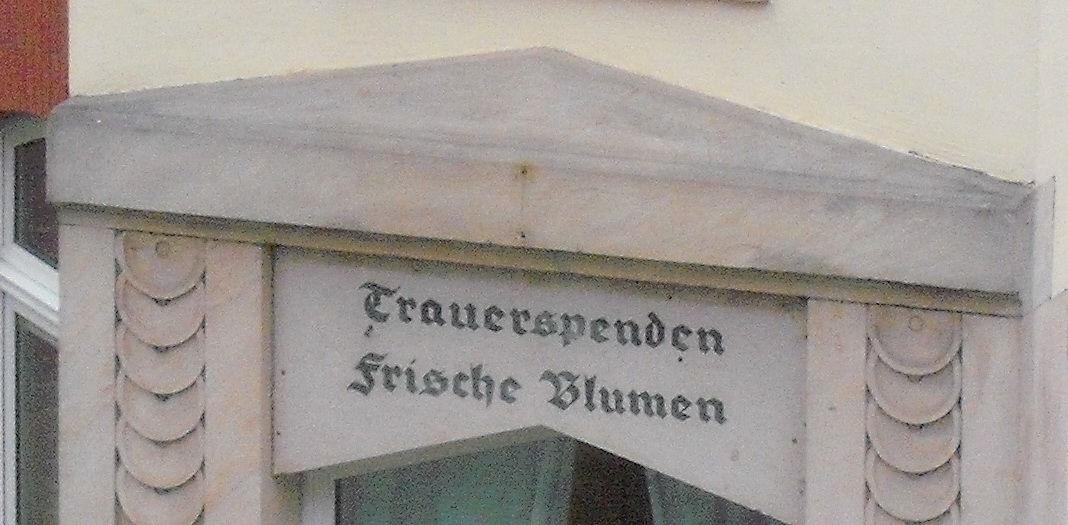 Trauerspenden
Frische Blumen